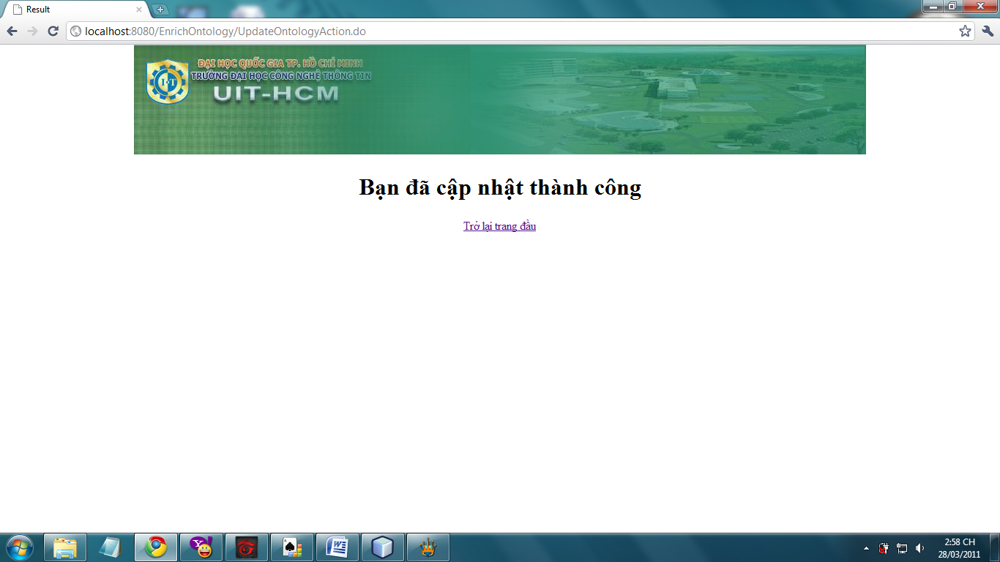 Result
localhost:8080/EnrichOntology/UpdateOntologyAction.do
ĐẠI HỌC QUỐC GIA TP. HỒ CHÍ MINH
TRƯỜNG ĐẠI HỌC CÔNG NGHỆ THÔNG TIN
UIT-HCM
Bạn đã cập nhật thành công
Trở lại trang đầu
2:58 CH
28/03/2011